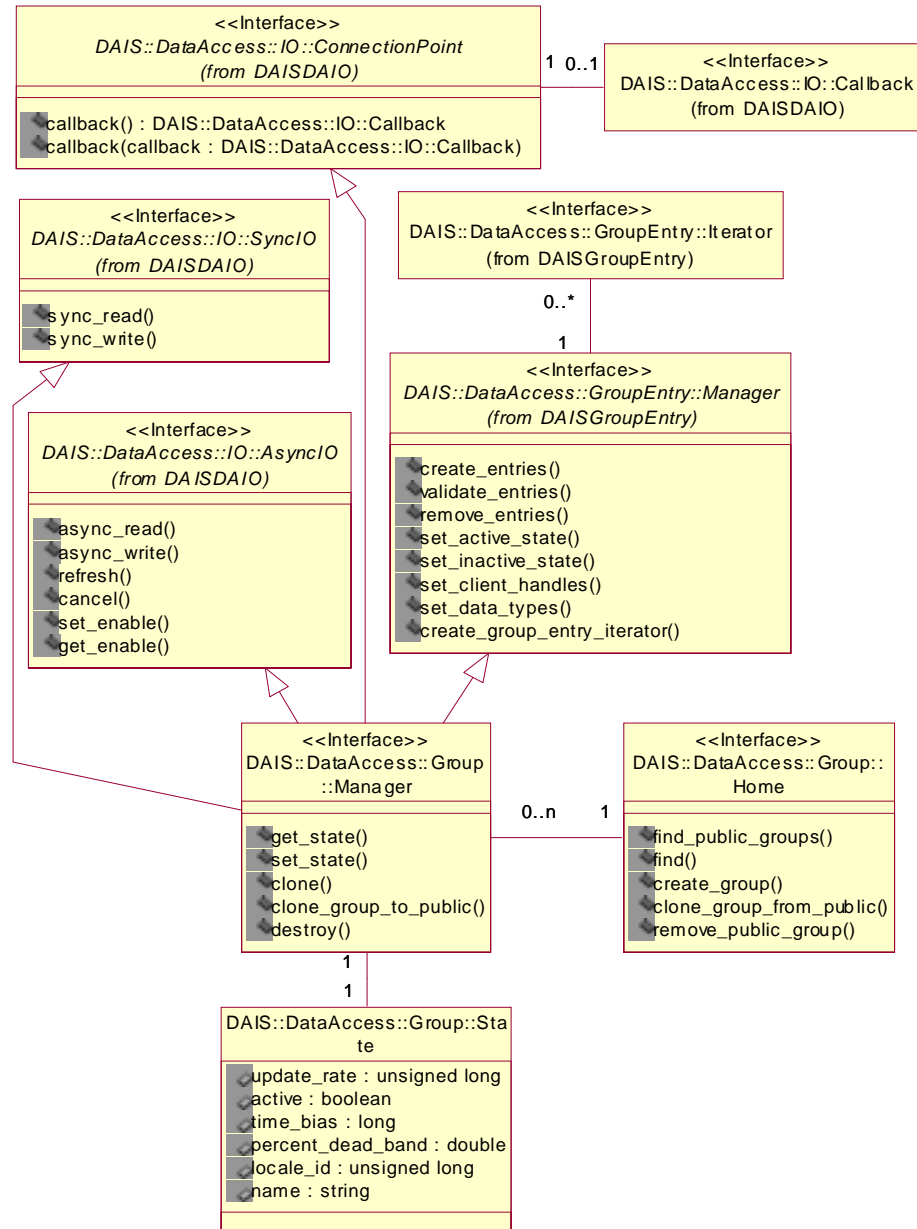 <<Interface>>
DAIS::DataAccess::IO::ConnectionPoint
(from DAISDAIO)
callback() : DAIS::DataAccess::IO::Callback
callback(callback : DAIS::DataAccess::IO::Callback)
1 0..1
<<Interface>>
DAIS::DataAccess::IO::Callback
(from DAISDAIO)
<<Interface>>
DAIS::DataAccess::IO::SyncIO
(from DAISDAIO)
sync_read()
sync_write()
<<Interface>>
DAIS::DataAccess::GroupEntry::Iterator
(from DAISGroupEntry)
0..*
1
<<Interface>>
DAIS::DataAccess::GroupEntry::Manager
(from DAISGroupEntry)
create_entries()
validate_entries()
remove_entries()
set_active_state()
set_inactive_state()
set_client_handles()
set_data_types()
create_group_entry_iterator()
<<Interface>>
DAIS::DataAccess::IO::AsyncIO
(from DAISDAIO)
async_read()
async_write()
refresh()
cancel()
set_enable()
get_enable()
<<Interface>>
DAIS::DataAccess::Group
::Manager
get_state()
set_state()
clone()
clone_group_to_public()
destroy()
0..n 1
<<Interface>>
DAIS::DataAccess::Group::
Home
find_public_groups()
find()
create_group()
clone_group_from_public()
remove_public_group()
1
1
DAIS::DataAccess::Group::Sta
te
update_rate : unsigned long
active : boolean
time_bias : long
percent_dead_band : double
locale_id : unsigned long
name : string